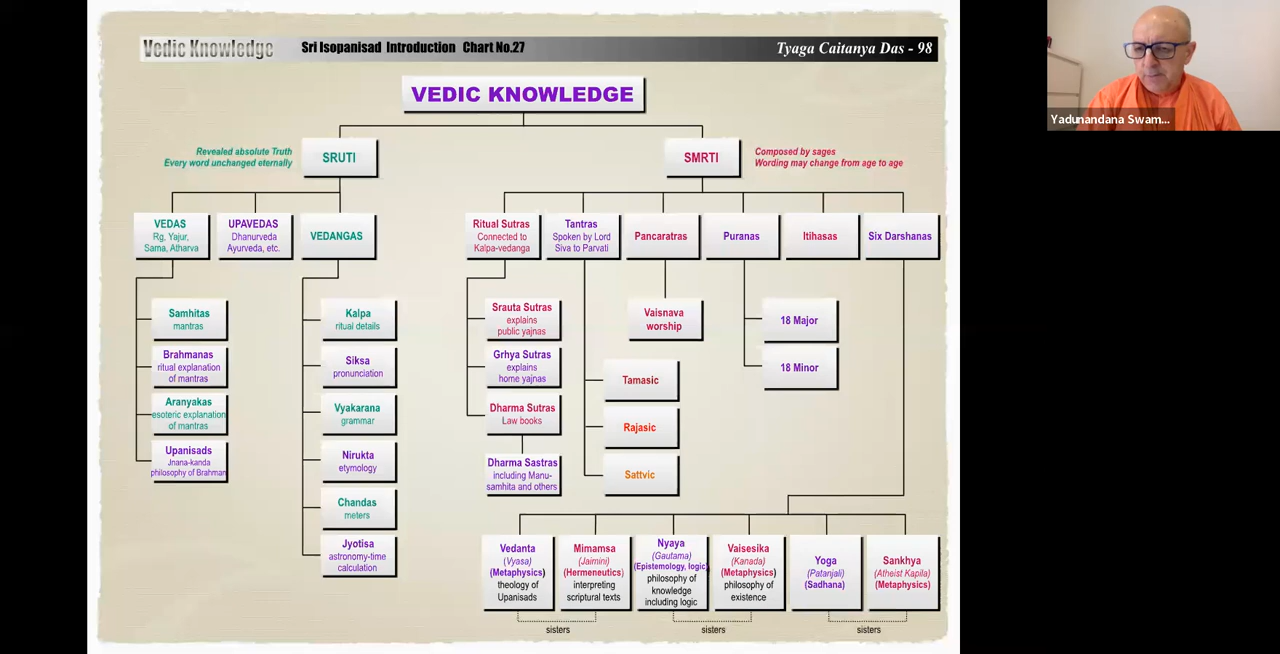 Vedic Knowledge
Sri Isopanisad Introduction Chart No.27
Tyaga Caitanya Das - 98
VEDIC KNOWLEDGE
Revealed absolute Truth
Every word unchanged eternally
SRUTI
SMRTI
Composed by sages
Wording may change from age to age
VEDAS
Rg, Yajur,
Sama, Atharva
UPAVEDAS
Dhanurveda
Ayurveda, etc.
VEDANGAS
Ritual Sutras
Connected to
Kalpa-vedanga
Tantras
Spoken by Lord
Siva to Parvati
Pancaratras
Puranas
Itihasas
Six Darshanas
Samhitas
mantras
Brahmanas
ritual explanation
of mantras
Aranyakas
esoteric explanation
of mantras
Upanisads
Jnana-kanda
philosophy of Brahman
Kalpa
ritual details
Siksa
pronunciation
Vyakarana
grammar
Nirukta
etymology
Chandas
meters
Jyotisa
astronomy-time
calculation
Srauta Sutras
explains
public yajnas
Grhya Sutras
explains
home yajnas
Dharma Sutras
Law books
Dharma Sastras
including Manu-
samhita and others
Tamasic
Rajasic
Sattvic
Vaisnava
worship
18 Major
18 Minor
Vedanta
(Vyasa)
(Metaphysics)
theology of
Upanisads
Mimamsa
(Jaimini)
(Hermeneutics)
interpreting
scriptural texts
Nyaya
(Gautama)
(Epistemology, logic)
philosophy of
knowledge
including logic
Vaisesika
(Kanada)
(Metaphysics)
philosophy of
existence
Yoga
(Patanjali)
(Sadhana)
Sankhya
(Atheist Kapila)
(Metaphysics)
sisters
sisters
sisters
Yadunandana Swam...